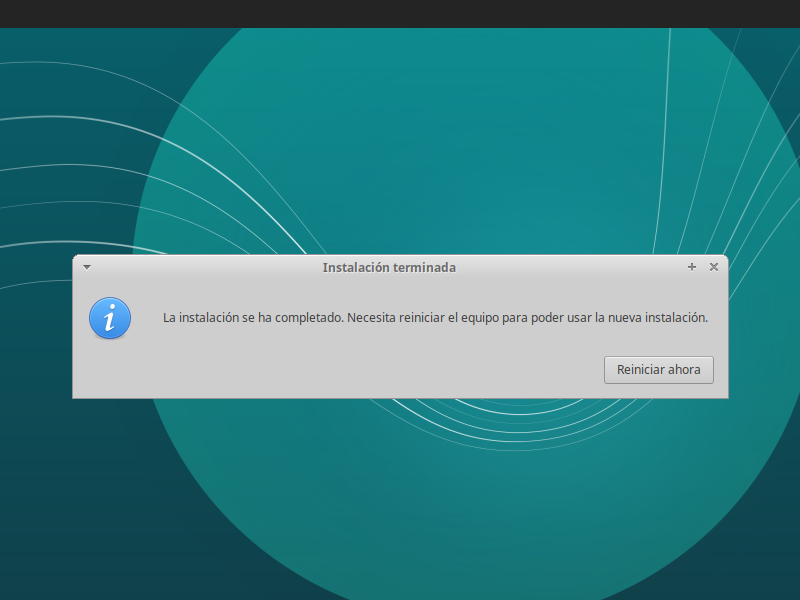 Instalación terminada
La instalación se ha completado. Necesita reiniciar el equipo para poder usar la nueva instalación.
Reiniciar ahora